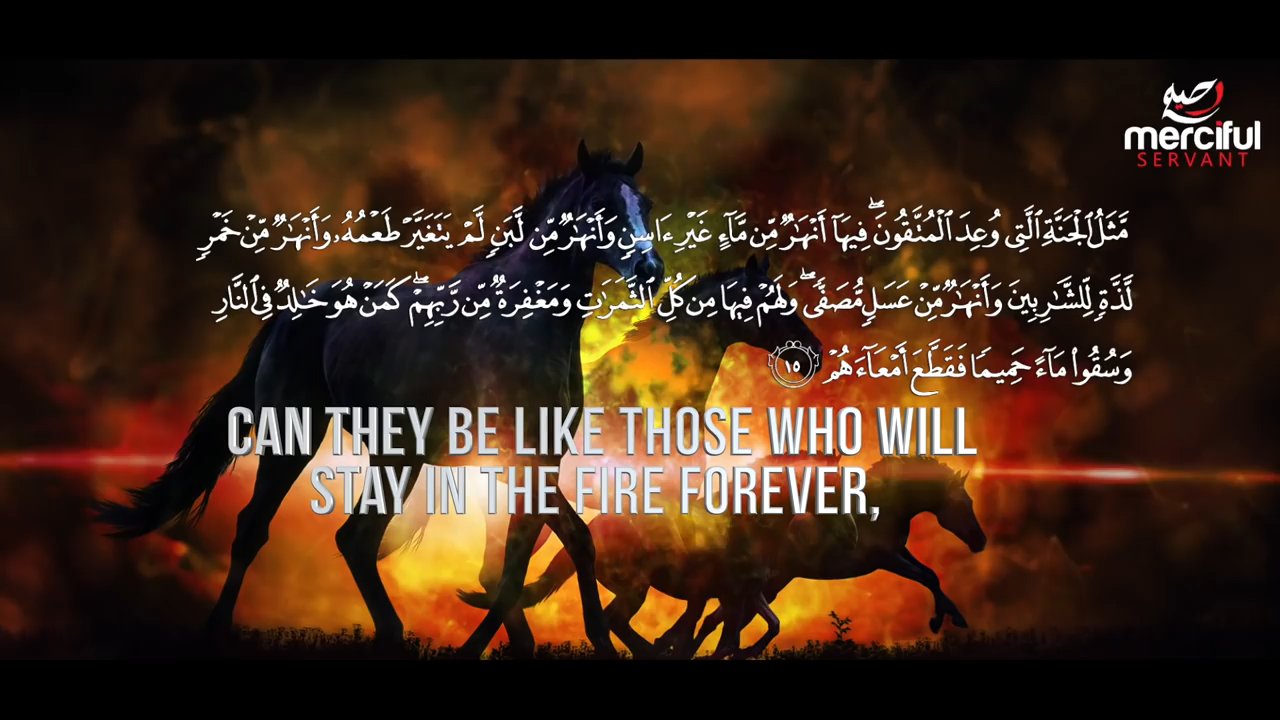 رحيم
merciful
SERVANT
مَّثَلُ ٱلْجَنَّةِ ٱلَّتِى وُعِدَ ٱلْمُتَّقُونَ ۖ فِيهَآ أَنْهَـٰرٌ مِّن مَّآءٍ غَيْرِ ءَاسِنٍ وَأَنْهَـٰرٌ مِّن لَّبَنٍ لَّمْ يَتَغَيَّرْ طَعْمُهُۥ وَأَنْهَـٰرٌ مِّنْ خَمْرٍ
لَّذَّةٍ لِّلشَّـٰرِبِينَ وَأَنْهَـٰرٌ مِّنْ عَسَلٍ مُّصَفًّى ۖ وَلَهُمْ فِيهَا مِن كُلِّ ٱلثَّمَرَٰتِ وَمَغْفِرَةٌ مِّن رَّبِّهِمْ ۖ كَمَنْ هُوَ خَـٰلِدٌ فِى ٱلنَّارِ
وَسُقُوا۟ مَآءً حَمِيمًا فَقَطَّعَ أَمْعَآءَهُمْ ١٥
CAN THEY BE LIKE THOSE WHO WILL
STAY IN THE FIRE FOREVER,